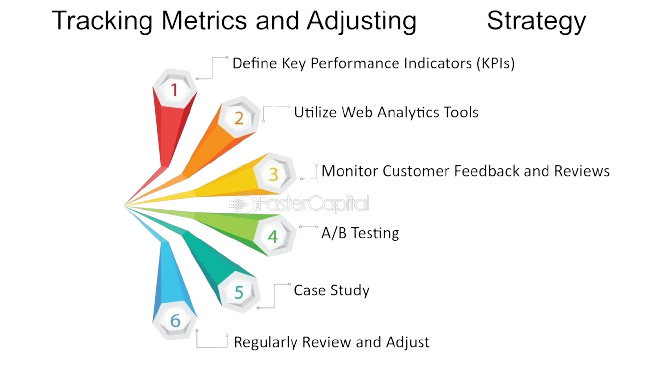 Tracking Metrics and Adjusting Strategy
1 Define Key Performance Indicators (KPIs)
2 Utilize Web Analytics Tools
3 Monitor Customer Feedback and Reviews
FasterCapital
4 A/B Testing
5 Case Study
6 Regularly Review and Adjust